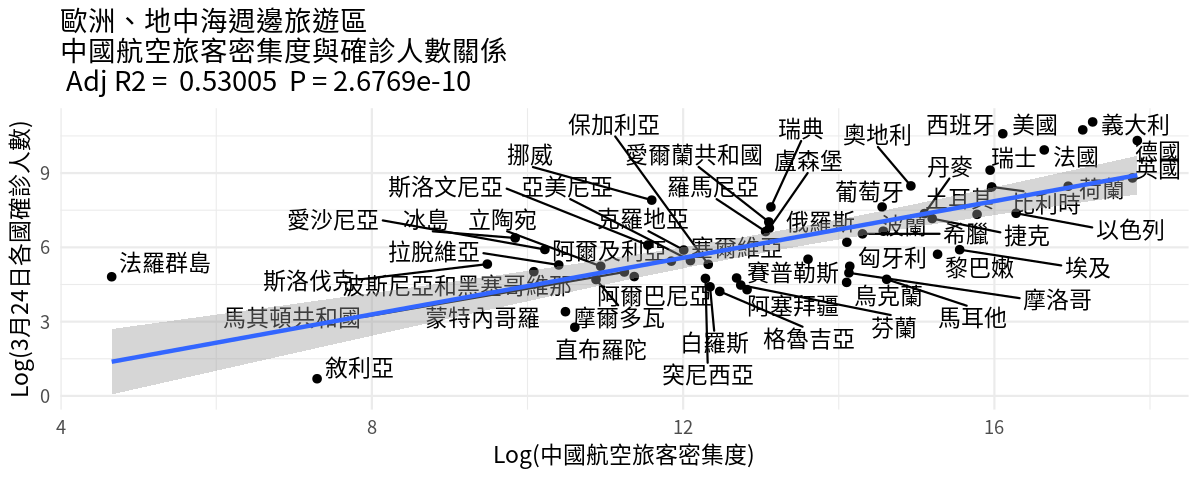 歐洲、地中海週邊旅遊區
中國航空旅客密集度與確診人數關係
Adj R2 = 0.53005 P = 2.6769e-10
Log(3月24日各國確診人數)
9
6
3
0
保加利亞
瑞典
奧地利
西班牙
美國
義大利
挪威
愛爾蘭共和國
盧森堡
丹麥
瑞士
法國
德國
英國
斯洛文尼亞
亞美尼亞
羅馬尼亞
葡萄牙
土耳其
比利時
荷蘭
愛沙尼亞
冰島
立陶宛
克羅地亞
俄羅斯
波蘭
希臘
捷克
以色列
拉脫維亞
阿爾及利亞
塞爾維亞
匈牙利
黎巴嫩
埃及
法羅群島
斯洛伐克
波斯尼亞和黑塞哥維那
阿爾巴尼亞
賽普勒斯
烏克蘭
摩洛哥
馬其頓共和國
蒙特內哥羅
摩爾多瓦
阿塞拜疆
芬蘭
馬耳他
直布羅陀
白羅斯
格魯吉亞
敘利亞
突尼西亞
4
8
12
16
Log(中國航空旅客密集度)